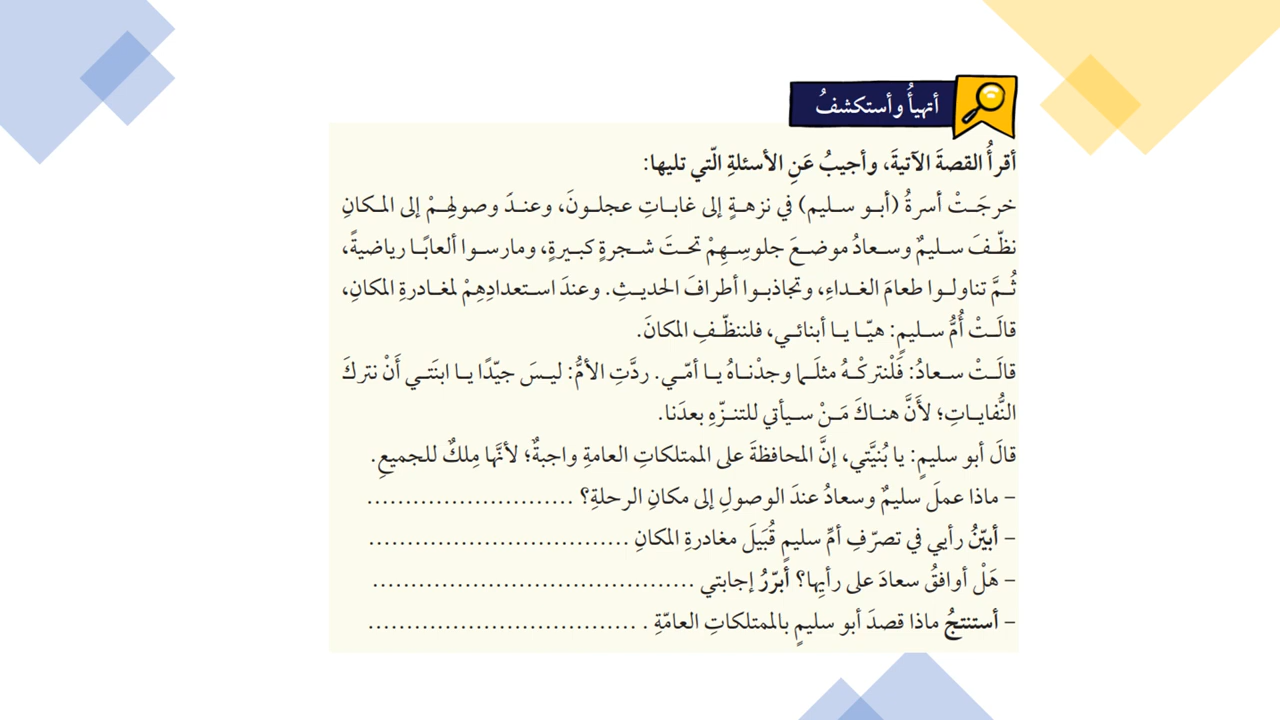 أتهيأُ وأستكشفُ
أقرأُ القصةَ الآتيةَ، وأجيبُ عَنِ الأسئلةِ الّتي تليها:
خرجَتْ أسرةُ (أبو سليم) في نزهةٍ إلى غاباتِ عجلونَ، وعندَ وصولِهِمْ إلى المكانِ
نظّفَ سليمٌ وسعادُ موضعَ جلوسِهِمْ تحتَ شجرةٍ كبيرةٍ، ومارسوا ألعابًا رياضيةً،
ثُمَّ تناولوا طعامَ الغداءِ، وتجاذبوا أطرافَ الحديثِ. وعندَ استعدادِهِمْ لمغادرةِ المكانِ،
قالَتْ أُمُّ سليمٍ: هيّا يا أبنائي، فلننظّفِ المكانَ.
قالَتْ سعادُ: فَلْنتركْهُ مثلَما وجدْناهُ يا أمّي. ردَّتِ الأمُّ: ليسَ جيّدًا يا ابنَتي أَنْ نتركَ
النُّفاياتِ؛ لأَنَّ هناكَ مَنْ سيأتي للتنزّهِ بعدَنا.
قالَ أبو سليمٍ: يا بُنيَّتي، إنَّ المحافظةَ على الممتلكاتِ العامةِ واجبةٌ؛ لأنَّها مِلكٌ للجميعِ.
– ماذا عملَ سليمٌ وسعادُ عندَ الوصولِ إلى مكانِ الرحلةِ؟ ...........................
– أبيّنُ رأيي في تصرّفِ أمِّ سليمٍ قُبَيلَ مغادرةِ المكانِ ..................................
– هَلْ أوافقُ سعادَ على رأيِها؟ أبرّرُ إجابتي ..........................................
– أستنتجُ ماذا قصدَ أبو سليمٍ بالممتلكاتِ العامّةِ . ...................................